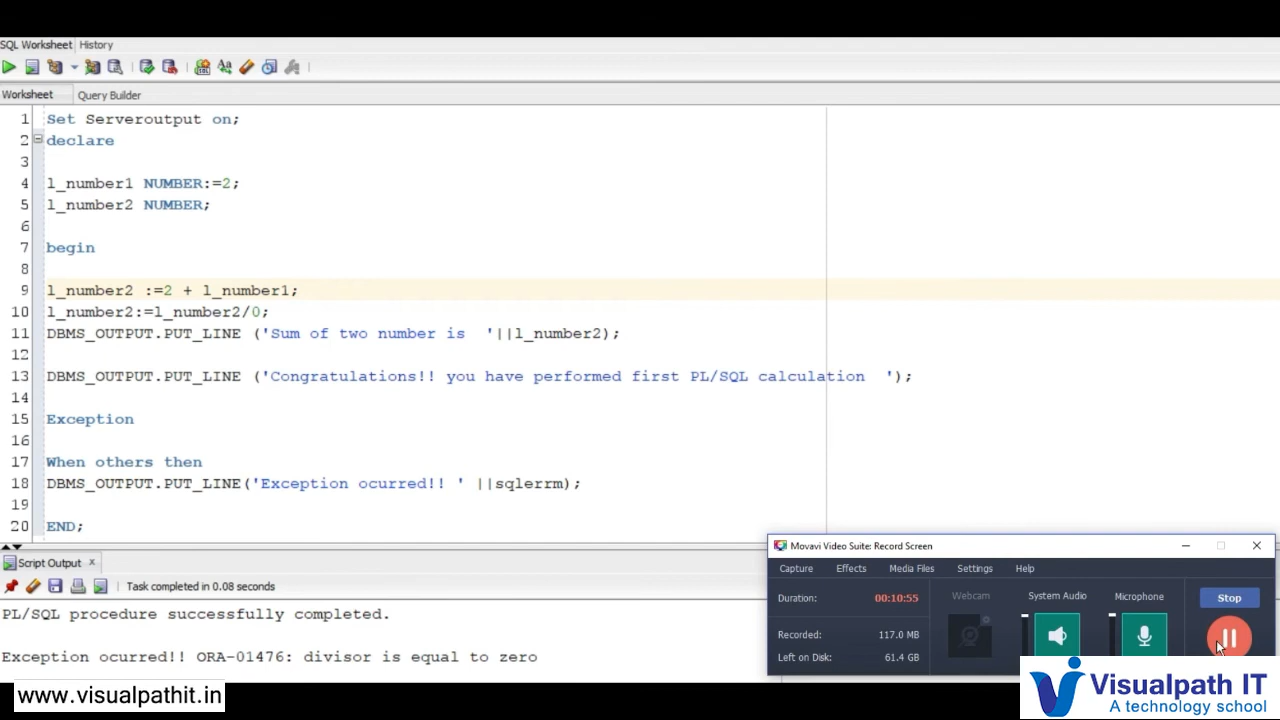 SQL Worksheet History
Worksheet Query Builder
1 Set Serveroutput on;
2 declare
3
4 l_number1 NUMBER:=2;
5 l_number2 NUMBER;
6
7 begin
8
9 l_number2 :=2 + l_number1;
10 l_number2:=l_number2/0;
11 DBMS_OUTPUT.PUT_LINE ('Sum of two number is '||l_number2);
12
13 DBMS_OUTPUT.PUT_LINE ('Congratulations!! you have performed first PL/SQL calculation ');
14
15 Exception
16
17 When others then
18 DBMS_OUTPUT.PUT_LINE('Exception ocurred!! ' ||sqlerrm);
19
20 END;
Script Output x
Task completed in 0.08 seconds
PL/SQL procedure successfully completed.
Exception ocurred!! ORA-01476: divisor is equal to zero
Movavi Video Suite: Record Screen
Capture Effects Media Files Settings Help
Duration: 00:10:55
Webcam System Audio Microphone Stop
Recorded: 117.0 MB
Left on Disk: 61.4 GB
www.visualpathit.in
Visualpath IT
A technology school